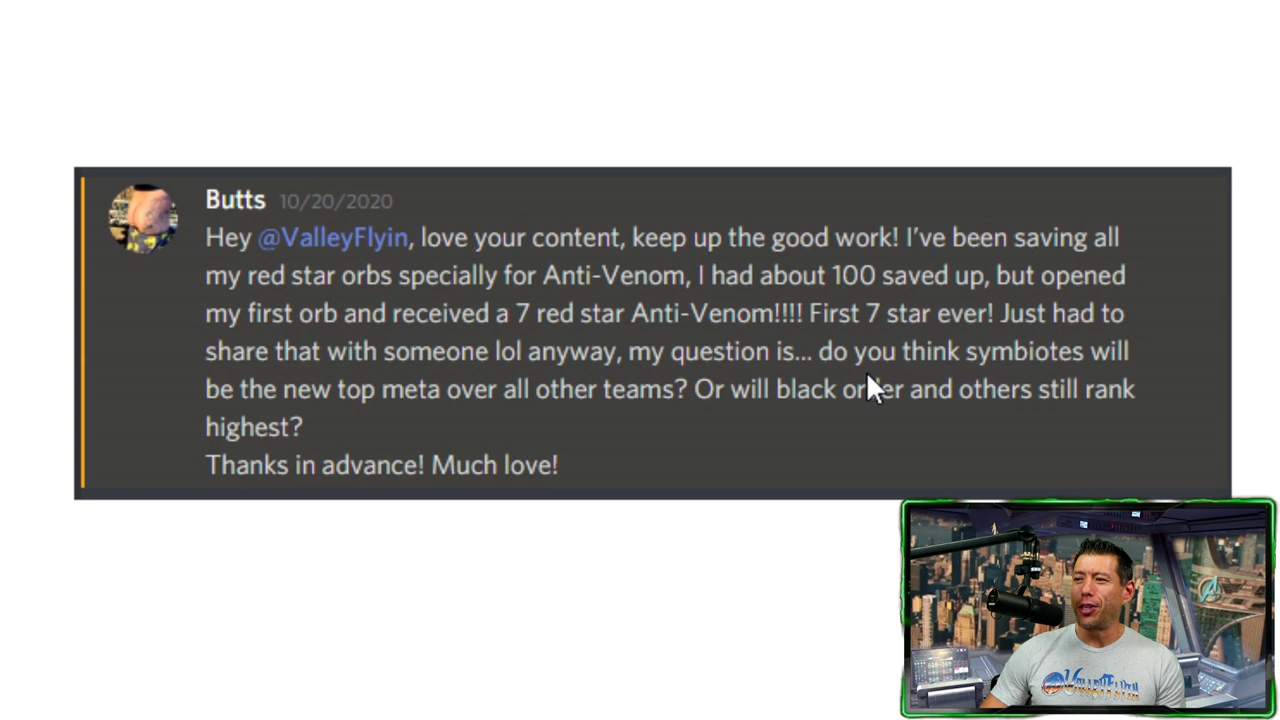 Butts 10/20/2020
Hey @ValleyFlyin, love your content, keep up the good work! I've been saving all
my red star orbs specially for Anti-Venom, I had about 100 saved up, but opened
my first orb and received a 7 red star Anti-Venom!!!! First 7 star ever! Just had to
share that with someone lol anyway, my question is... do you think symbiotes will
be the new top meta over all other teams? Or will black order and others still rank
highest?
Thanks in advance! Much love!
VALLEYFLYIN